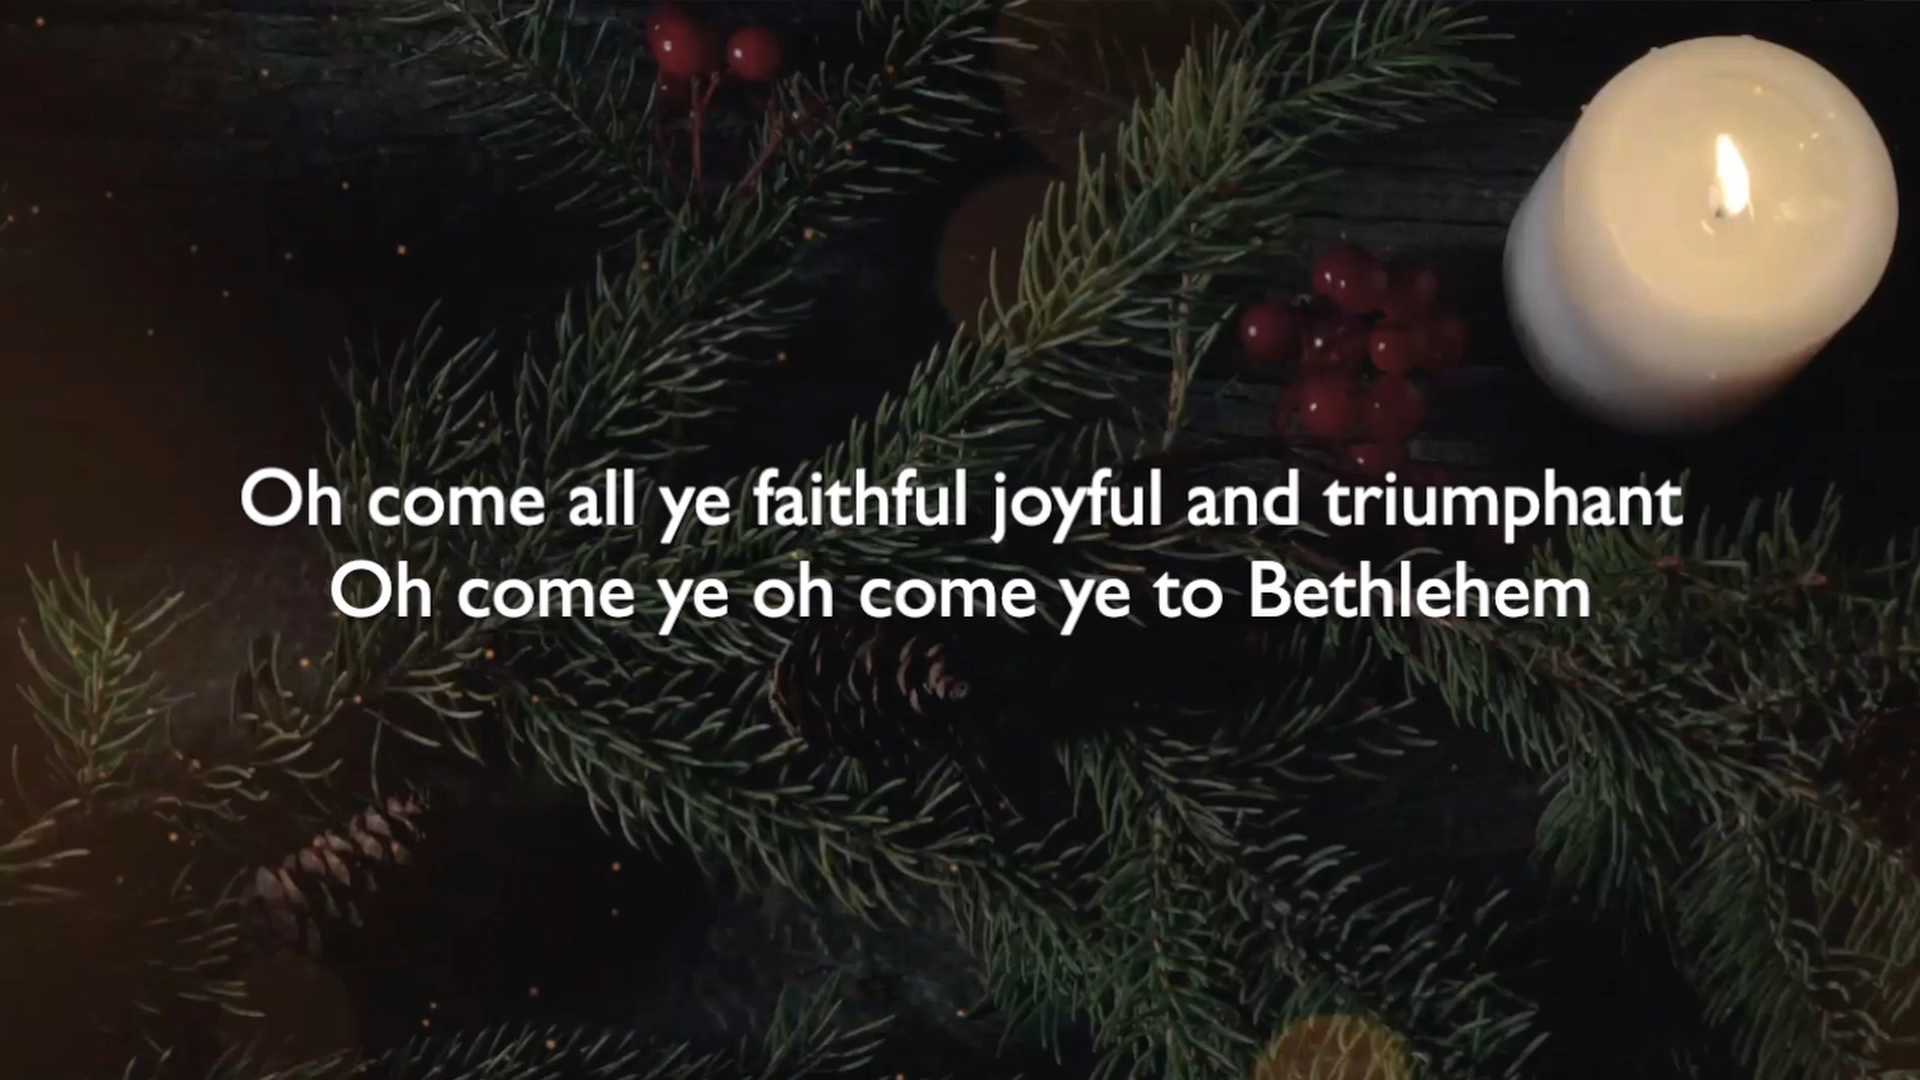 Oh come all ye faithful joyful and triumphant
Oh come ye oh come ye to Bethlehem